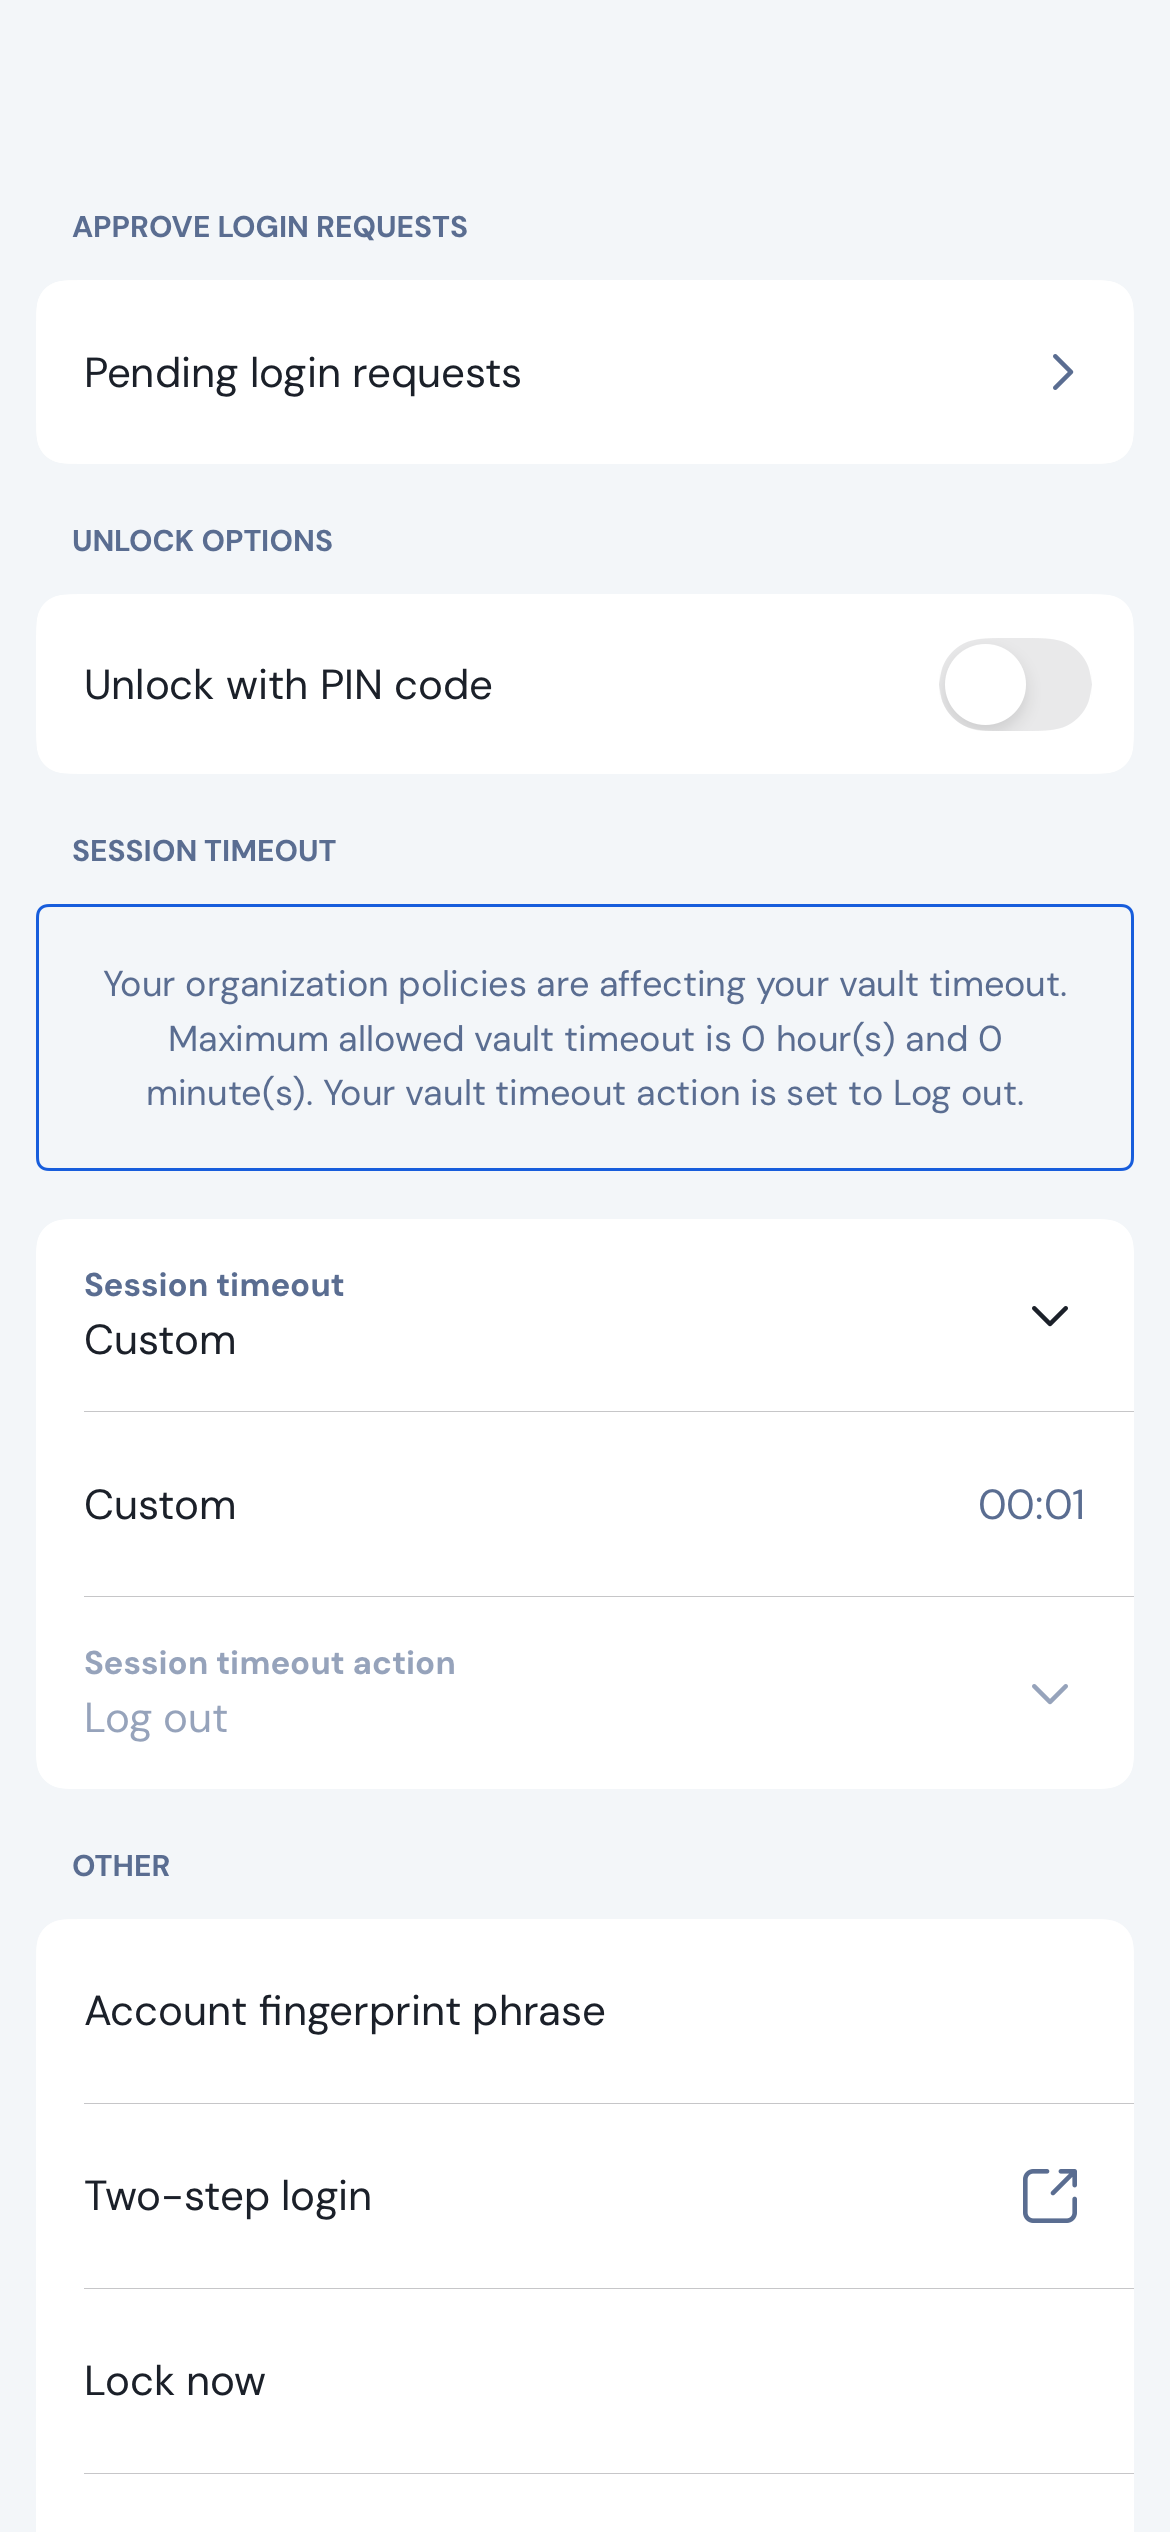 APPROVE LOGIN REQUESTS
Pending login requests
UNLOCK OPTIONS
Unlock with PIN code
SESSION TIMEOUT
Your organization policies are affecting your vault timeout.
Maximum allowed vault timeout is 0 hour(s) and 0
minute(s). Your vault timeout action is set to Log out.
Session timeout
Custom
Custom 00:01
Session timeout action
Log out
OTHER
Account fingerprint phrase
Two-step login
Lock now